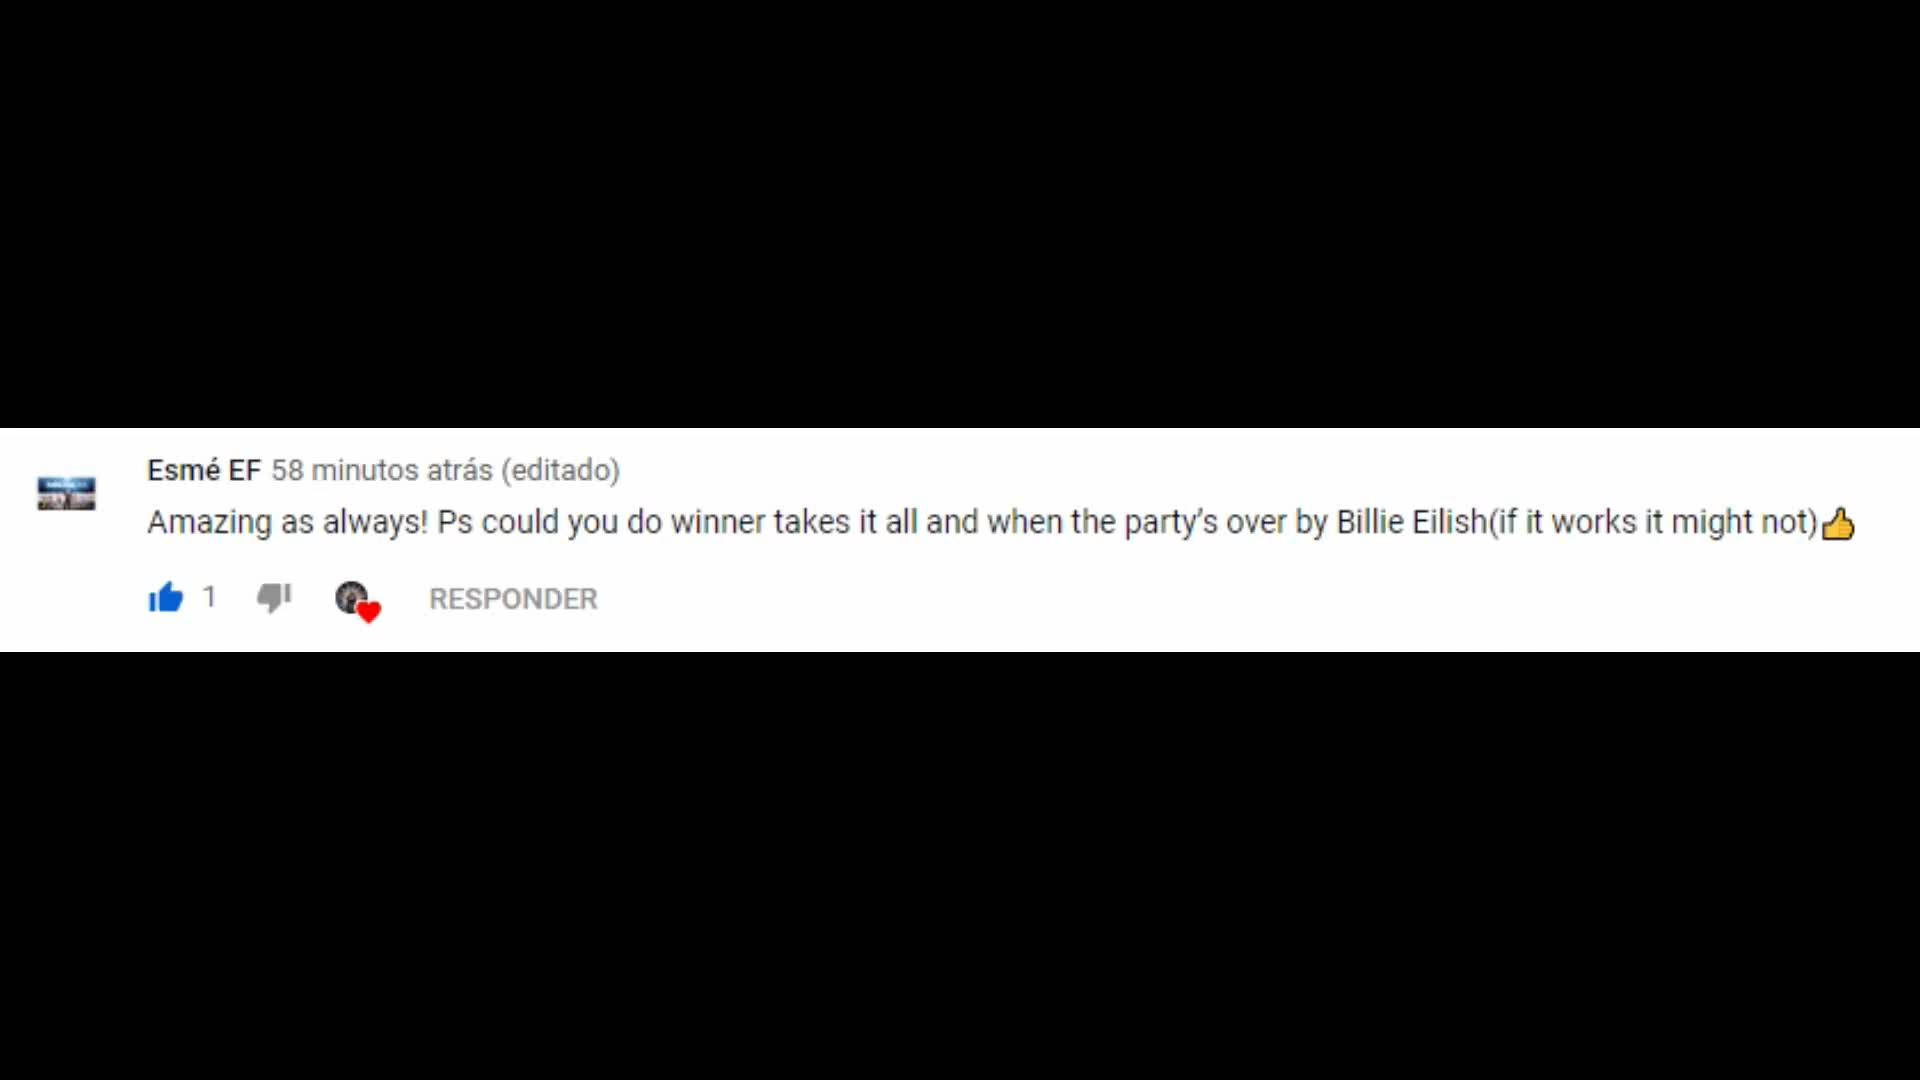 Esmé EF 58 minutos atrás (editado)
Amazing as always! Ps could you do winner takes it all and when the party’s over by Billie Eilish(if it works it might not)👍
1 RESPONDER